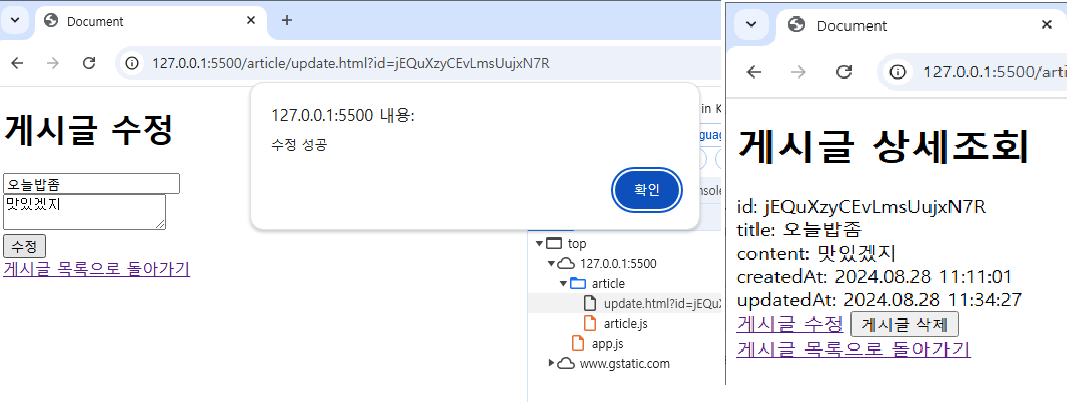 Document
127.0.0.1:5500/article/update.html?id=jEQuXzyCEvLmsUujxN7R
게시글 수정
오늘밥좀
맛있겠지
수정
게시글 목록으로 돌아가기
127.0.0.1:5500 내용:
수정 성공
확인
in K
top
127.0.0.1:5500
article
update.html?id=jEQu
article.js
app.js
www.gstatic.com
Document
127.0.0.1:5500/arti
게시글 상세조회
id: jEQuXzyCEvLmsUujxN7R
title: 오늘밥좀
content: 맛있겠지
createdAt: 2024.08.28 11:11:01
updatedAt: 2024.08.28 11:34:27
게시글 수정 게시글 삭제
게시글 목록으로 돌아가기